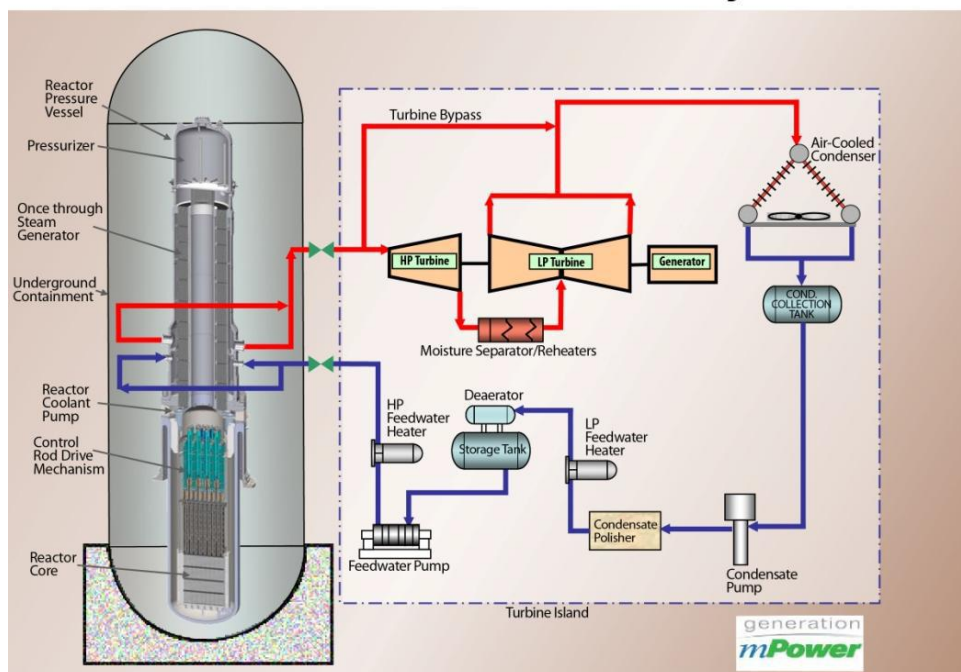 Reactor
Pressure
Vessel
Pressurizer
Once through
Steam
Generator
Underground
Containment
Reactor
Coolant
Pump
Control
Rod Drive
Mechanism
Reactor
Core
Turbine Bypass
HP Turbine
LP Turbine
Generator
Moisture Separator/Reheaters
Air-Cooled
Condenser
COND.
COLLECTION
TANK
HP
Feedwater
Heater
Deaerator
Storage Tank
LP
Feedwater
Heater
Feedwater Pump
Condensate
Polisher
Condensate
Pump
Turbine Island
generation
mPower